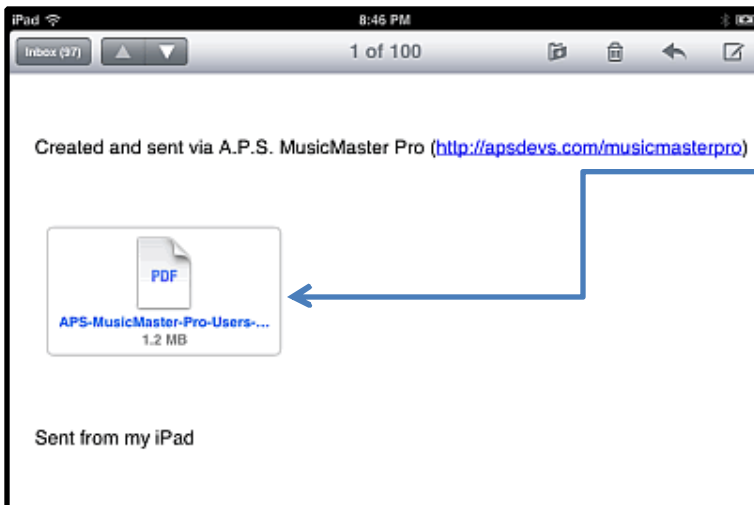 iPad 8:46 PM
Inbox (97) 1 of 100
Created and sent via A.P.S. MusicMaster Pro (http://apsdevs.com/musicmasterpro)
PDF
APS-MusicMaster-Pro-Users-...
1.2 MB
Sent from my iPad